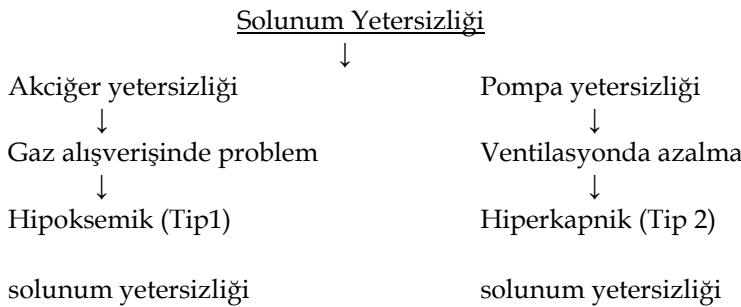 Solunum Yetersizliği
↓
Akciğer yetersizliği Pompa yetersizliği
↓ ↓
Gaz alışverişinde problem Ventilasyonda azalma
↓ ↓
Hipoksemik (Tip1) Hiperkapnik (Tip 2)
solunum yetersizliği solunum yetersizliği